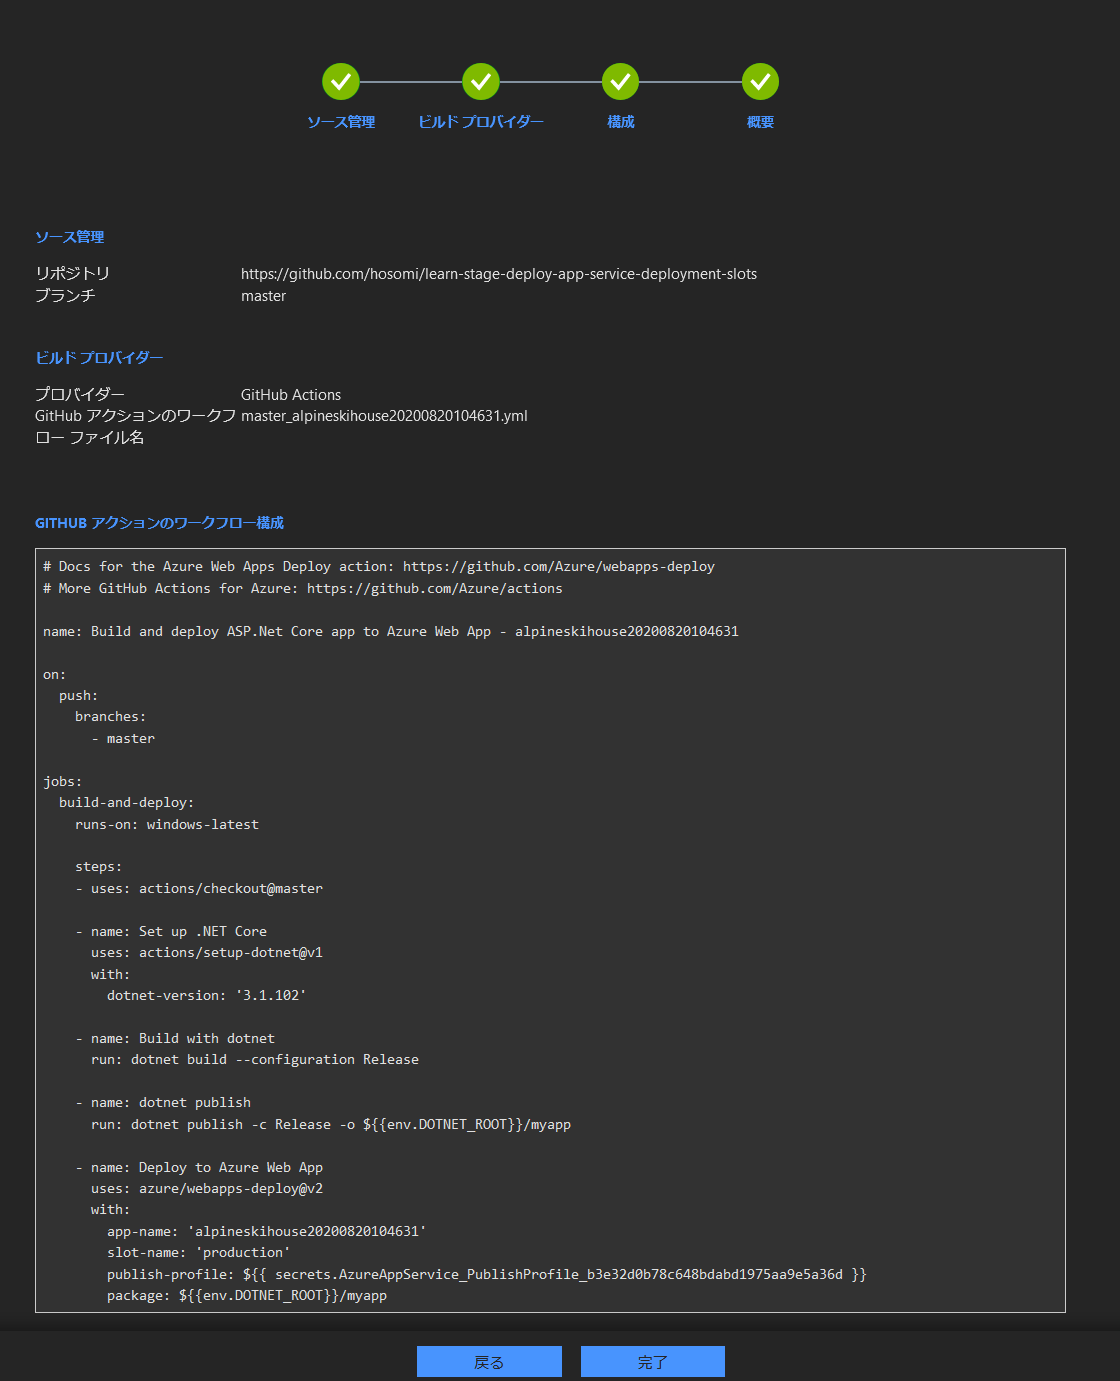 ソース管理 ビルド プロバイダー 構成 概要
ソース管理
リポジトリ https://github.com/hosomi/learn-stage-deploy-app-service-deployment-slots
ブランチ master
ビルド プロバイダー
プロバイダー GitHub Actions
GitHub アクションのワークフ master_alpineskihouse20200820104631.yml
ロー ファイル名
GITHUB アクションのワークフロー構成
# Docs for the Azure Web Apps Deploy action: https://github.com/Azure/webapps-deploy
# More GitHub Actions for Azure: https://github.com/Azure/actions
name: Build and deploy ASP.Net Core app to Azure Web App - alpineskihouse20200820104631
on:
  push:
    branches:
      - master
jobs:
  build-and-deploy:
    runs-on: windows-latest
    steps:
    - uses: actions/checkout@master
    - name: Set up .NET Core
      uses: actions/setup-dotnet@v1
      with:
        dotnet-version: '3.1.102'
    - name: Build with dotnet
      run: dotnet build --configuration Release
    - name: dotnet publish
      run: dotnet publish -c Release -o ${{env.DOTNET_ROOT}}/myapp
    - name: Deploy to Azure Web App
      uses: azure/webapps-deploy@v2
      with:
        app-name: 'alpineskihouse20200820104631'
        slot-name: 'production'
        publish-profile: ${{ secrets.AzureAppService_PublishProfile_b3e32d0b78c648bdabd1975aa9e5a36d }}
        package: ${{env.DOTNET_ROOT}}/myapp
戻る 完了